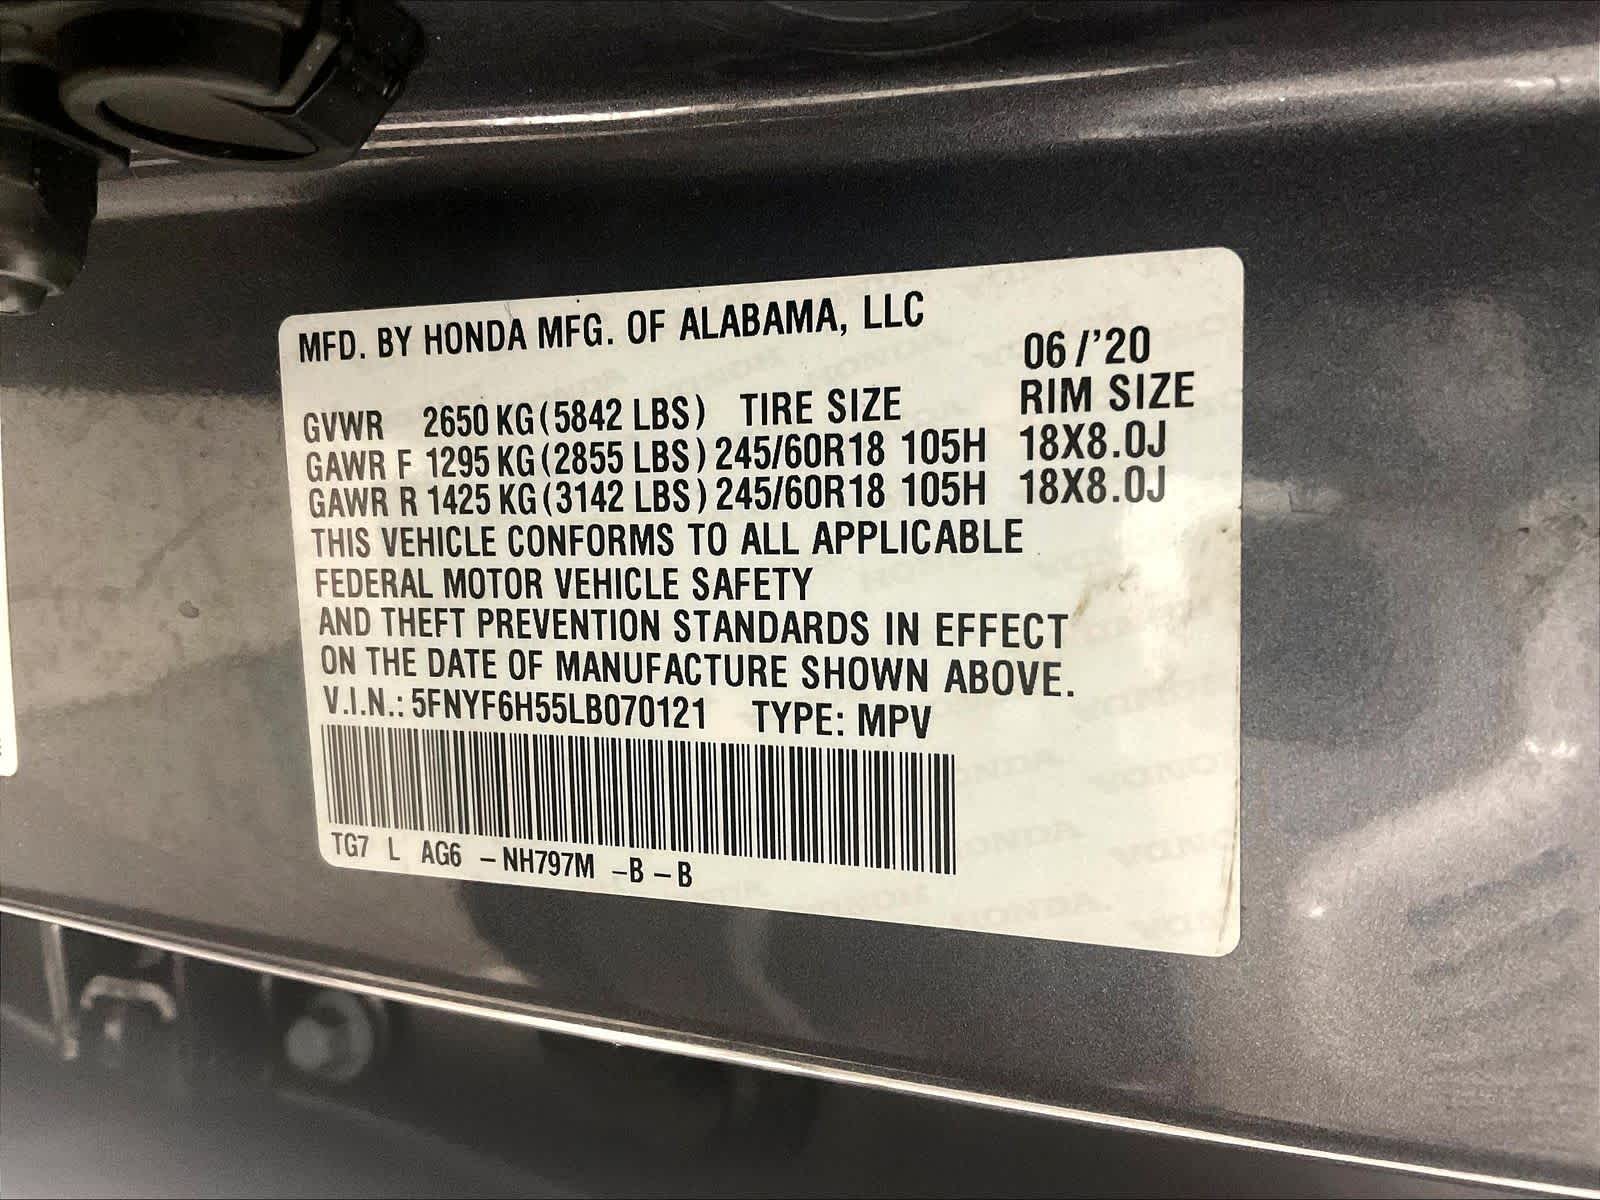 MFD. BY HONDA MFG. OF ALABAMA, LLC
06/'20
GVWR 2650 KG (5842 LBS) TIRE SIZE RIM SIZE
GAWR F 1295 KG (2855 LBS) 245/60R18 105H 18X8.0J
GAWR R 1425 KG (3142 LBS) 245/60R18 105H 18X8.0J
THIS VEHICLE CONFORMS TO ALL APPLICABLE
FEDERAL MOTOR VEHICLE SAFETY
AND THEFT PREVENTION STANDARDS IN EFFECT
ON THE DATE OF MANUFACTURE SHOWN ABOVE.
V.I.N.: 5FNYF6H55LB070121 TYPE: MPV
TG7 L AG6 -NH797M -B-B